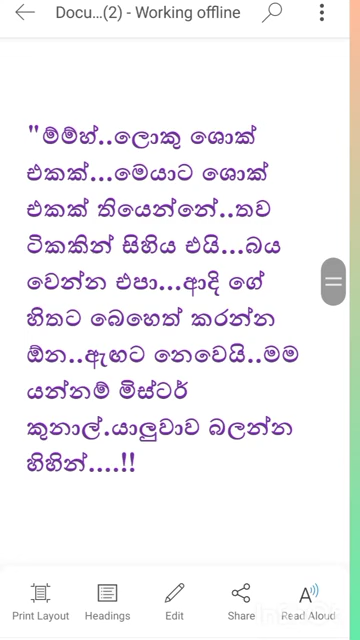 Docu...(2) - Working offline
"ම්ම්හ්..ලොකු ශොක්
එකක්...මෙයාට ශොක්
එකක් තියෙන්නේ..තව
ටිකකින් සිහිය එයි...බය
වෙන්න එපා...ආදි ගේ
හිතට බෙහෙත් කරන්න
ඕන..ඇඟට නෙවෙයි..මම
යන්නම් මිස්ටර්
කුනාල්.යාලුවාව බලන්න
හිහින්....!!
Print Layout Headings Edit Share Read Aloud